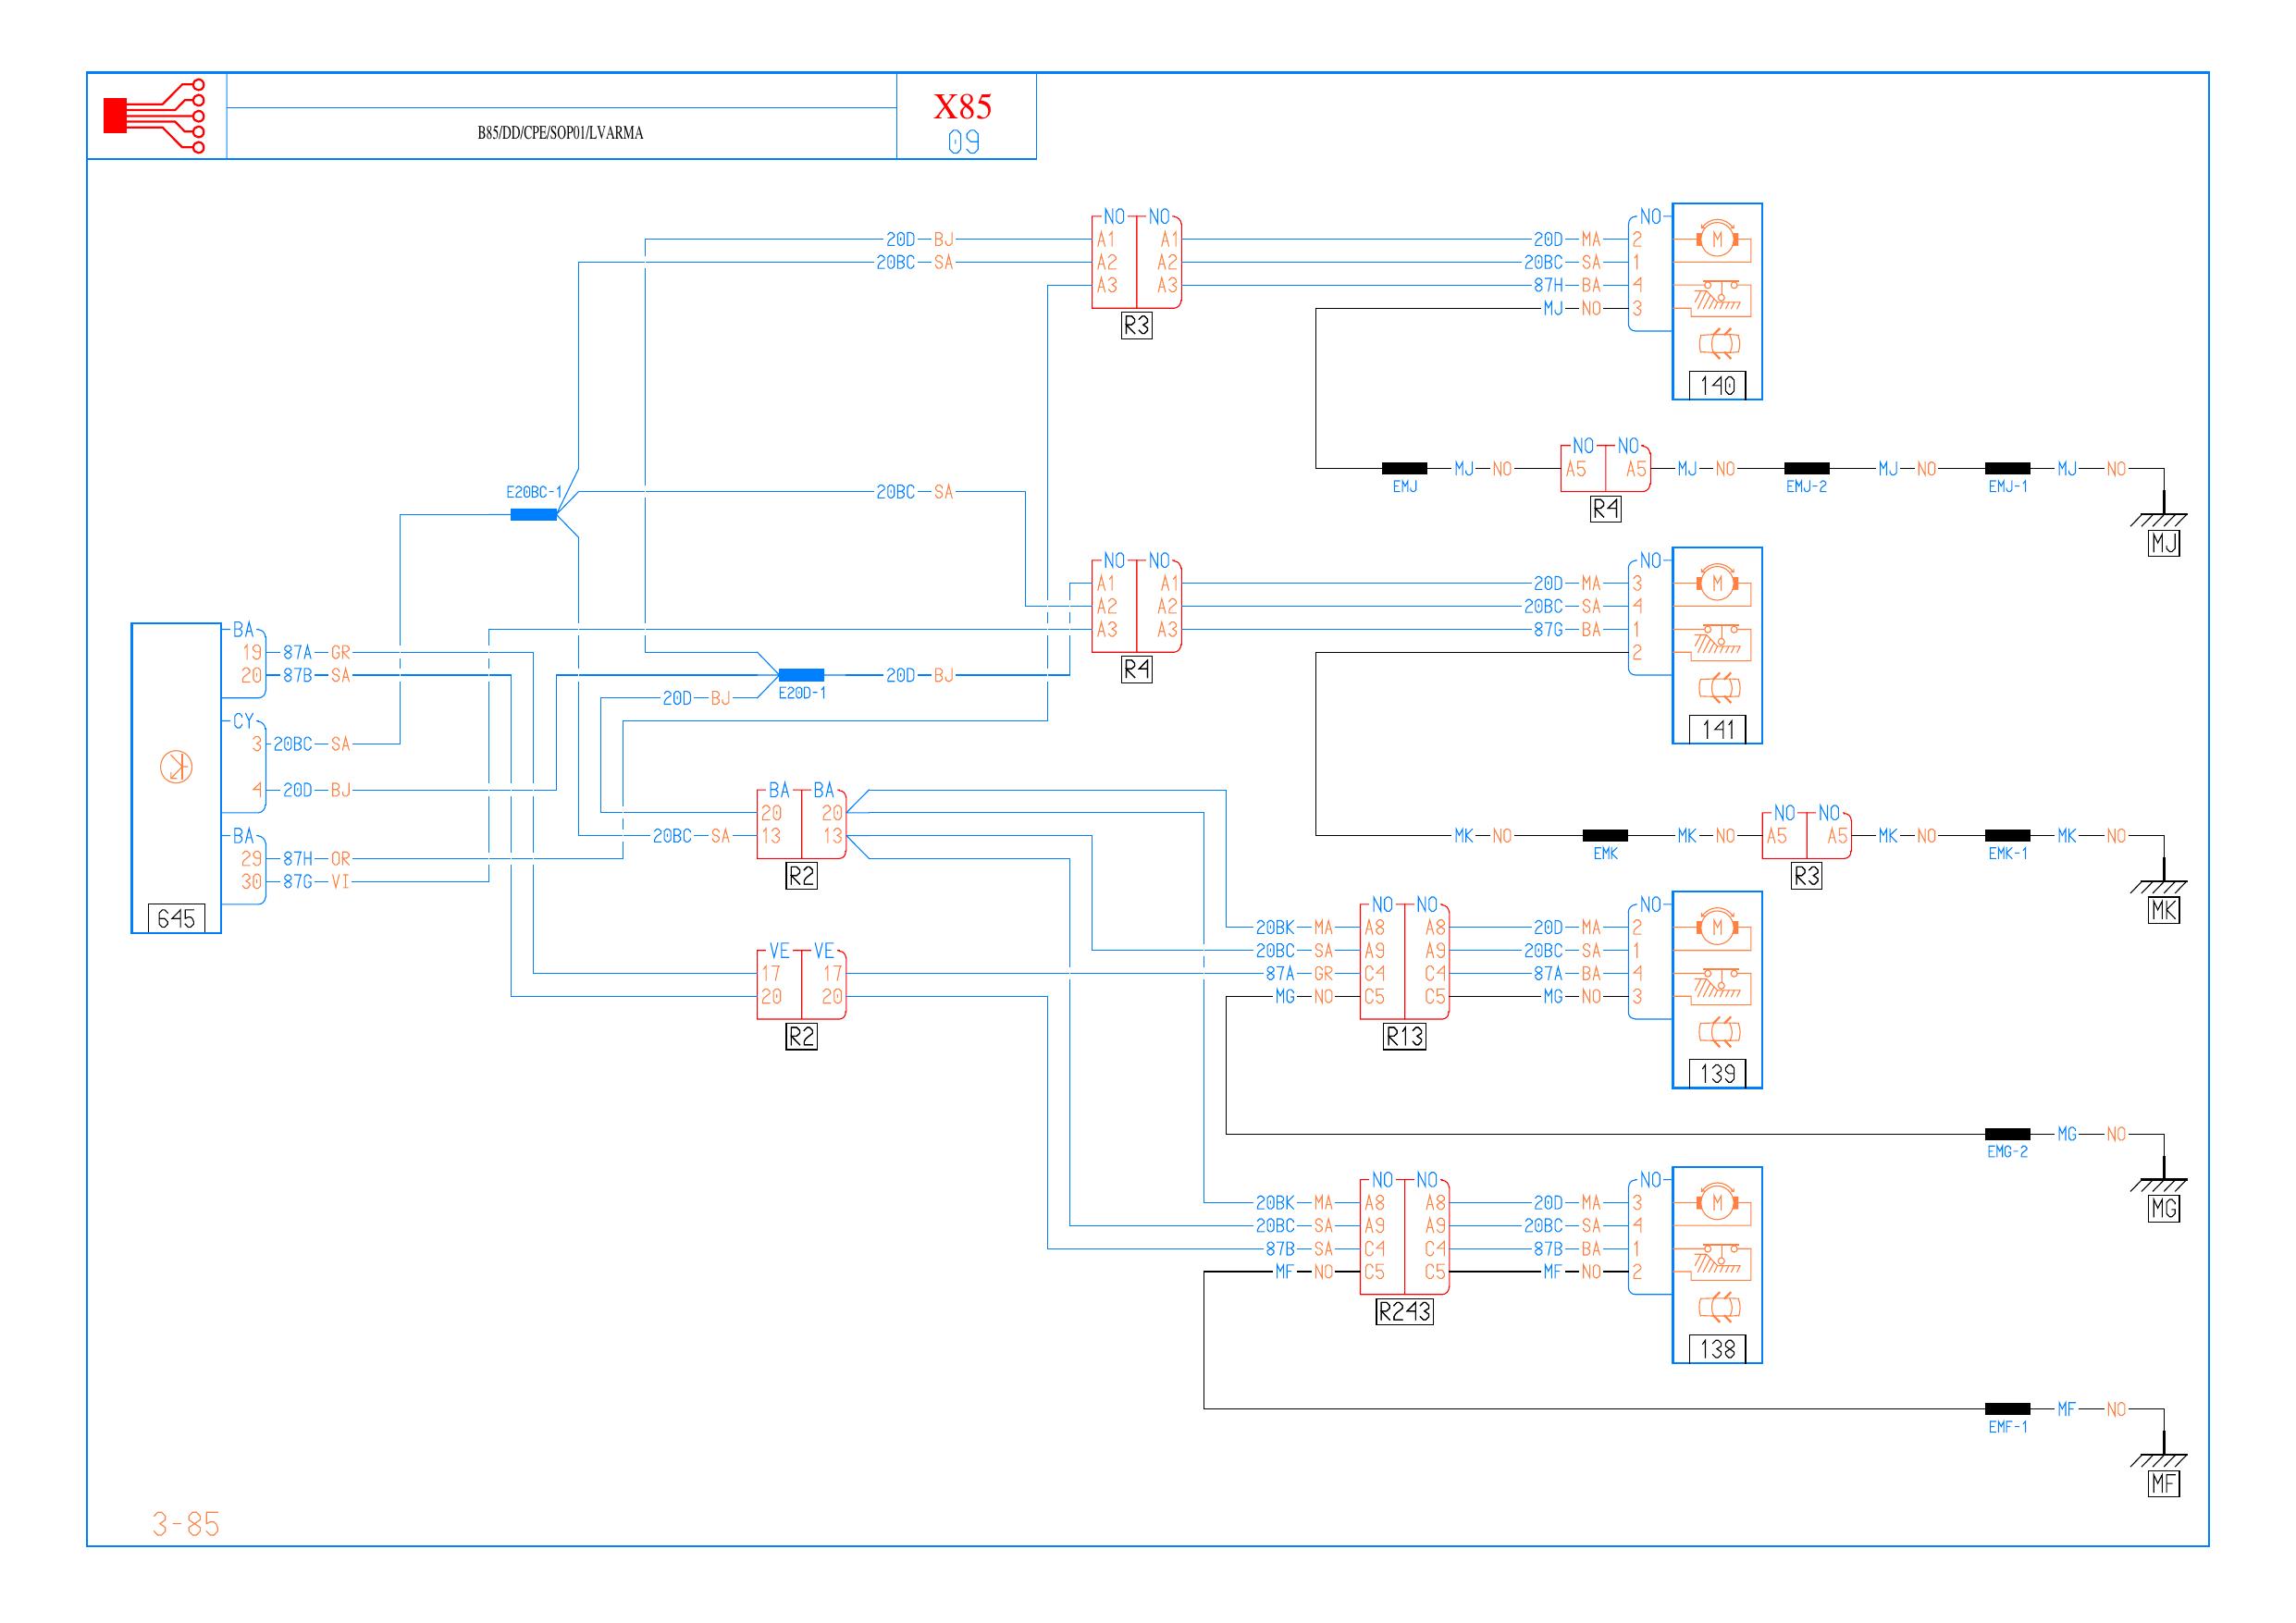 X85
B85/DD/CPE/SOP01/LVARMA
09
NO NO NO
20D BJ A1 A1 20D MA 2 M
20BC SA A2 A2 20BC SA 1
A3 A3 87H BA 4
MJ NO 3
R3
140
NO NO
MJ NO A5 A5 MJ NO MJ NO MJ NO
EMJ EMJ-2 EMJ-1
E20BC-1 20BC SA
R4
MJ
NO NO NO
A1 A1 20D MA 3 M
A2 A2 20BC SA 4
BA A3 A3 87G BA 1
19 87A GR 2
20 87B SA 20D BJ R4
20D BJ E20D-1
CY 141
3 20BC SA
4 20D BJ BA BA
20 20 NO NO
BA 20BC SA 13 13 MK NO MK NO A5 A5 MK NO MK NO
EMK EMK-1
29 87H OR
30 87G VI R2 R3
MK
645
NO NO NO
20BK MA A8 A8 20D MA 2 M
VE VE 20BC SA A9 A9 20BC SA 1
17 17 87A GR C4 C4 87A BA 4
20 20 MG NO C5 C5 MG NO 3
R2 R13
139
MG NO
EMG-2
NO NO NO
20BK MA A8 A8 20D MA 3 M
MG
20BC SA A9 A9 20BC SA 4
87B SA C4 C4 87B BA 1
MF NO C5 C5 MF NO 2
R243
138
MF NO
EMF-1
MF
3-85